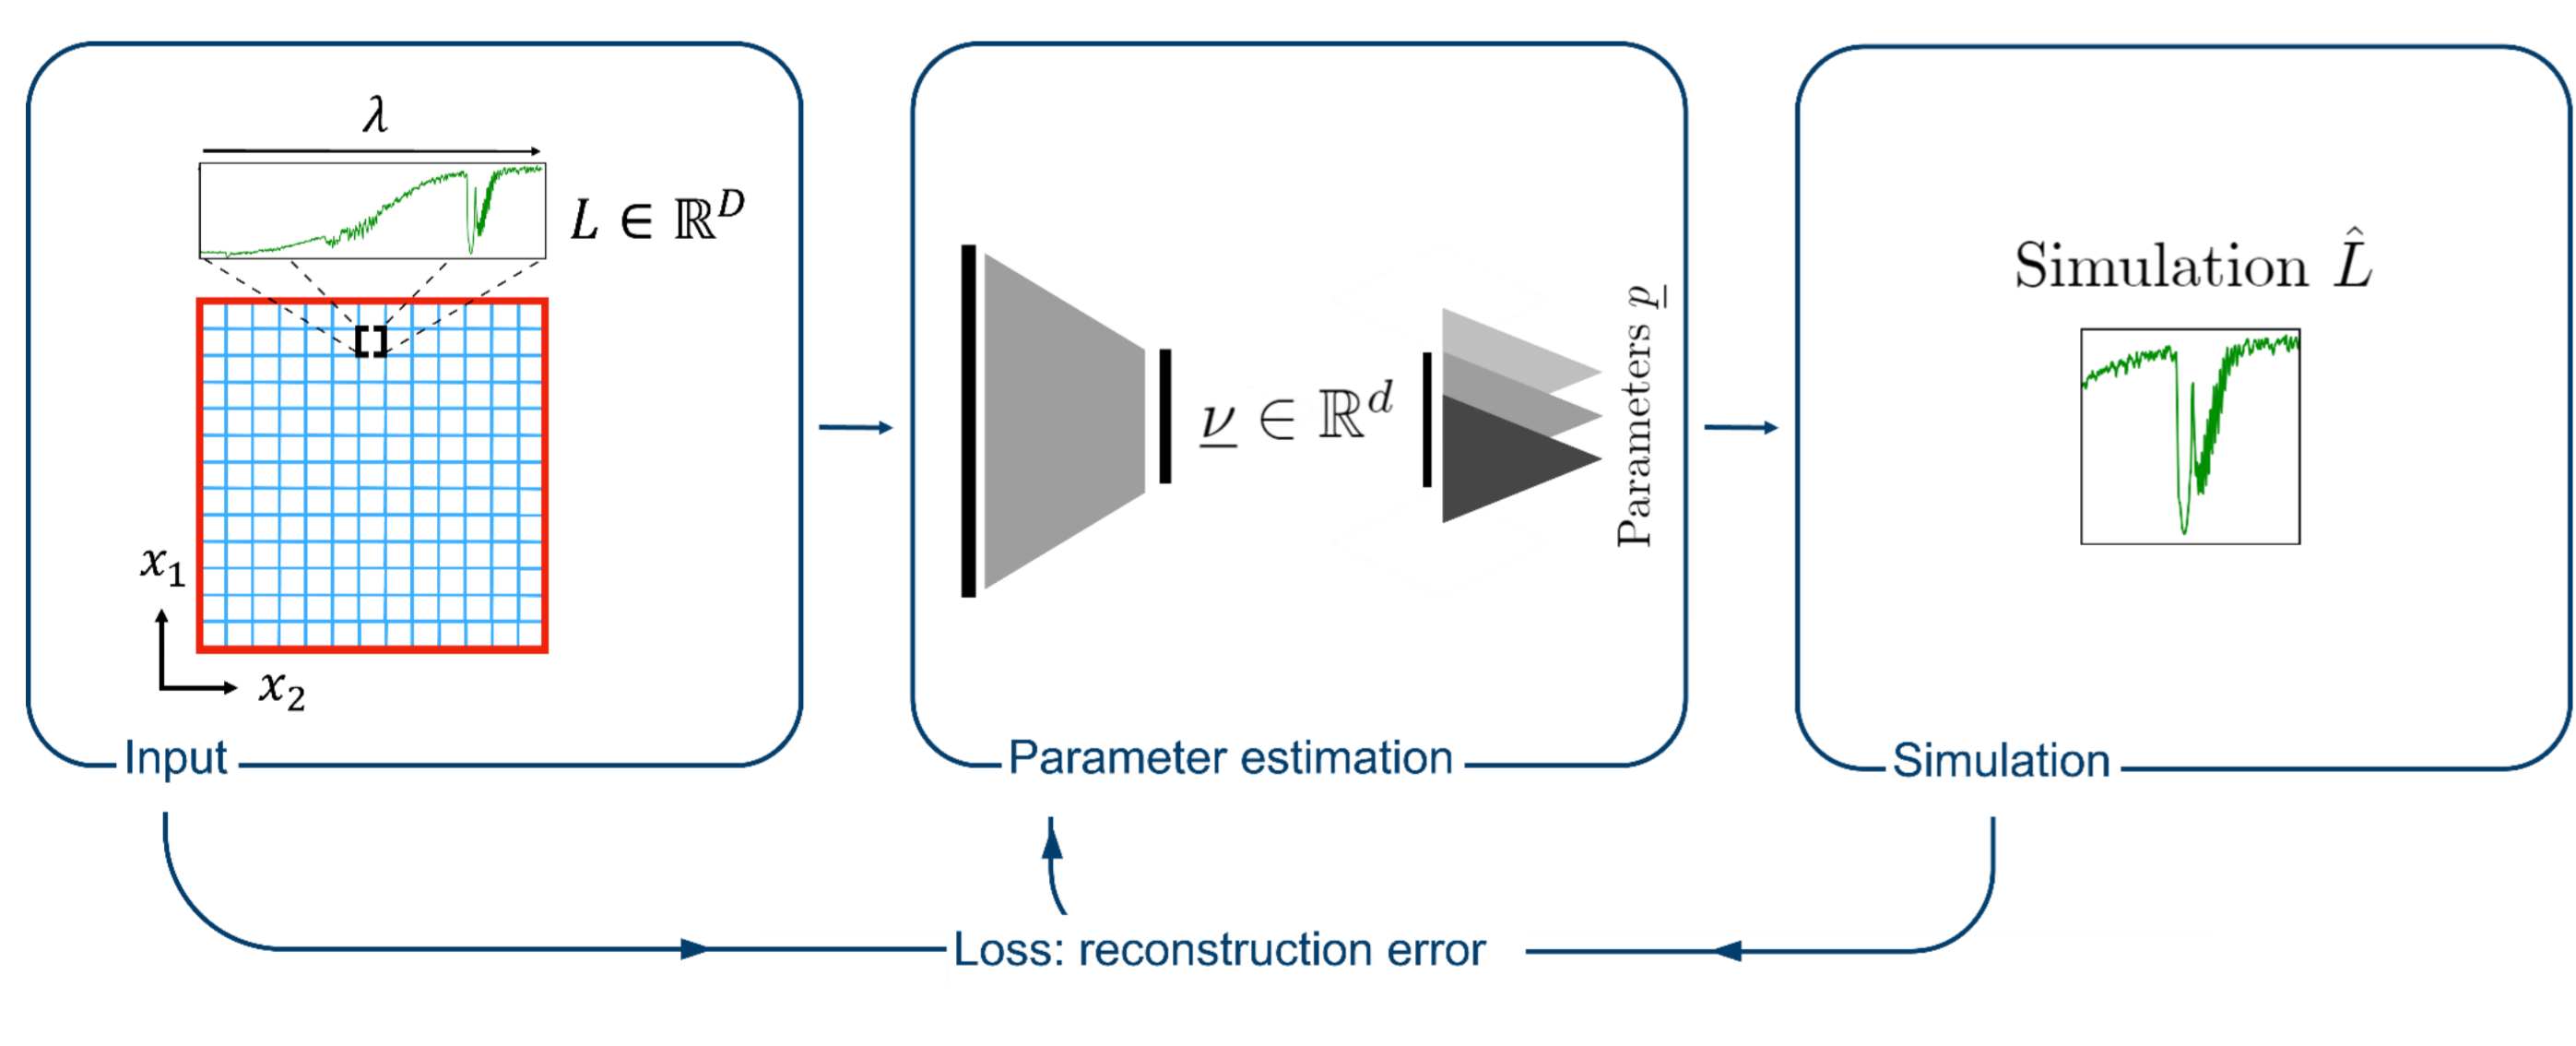 λ
L ∈ ℝ^D
x₁
x₂
Input
ν ∈ ℝ^d
Parameters p
Parameter estimation
Simulation L̂
Simulation
Loss: reconstruction error